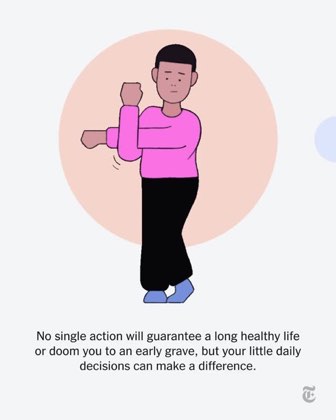 No single action will guarantee a long healthy life
or doom you to an early grave, but your little daily
decisions can make a difference.
T